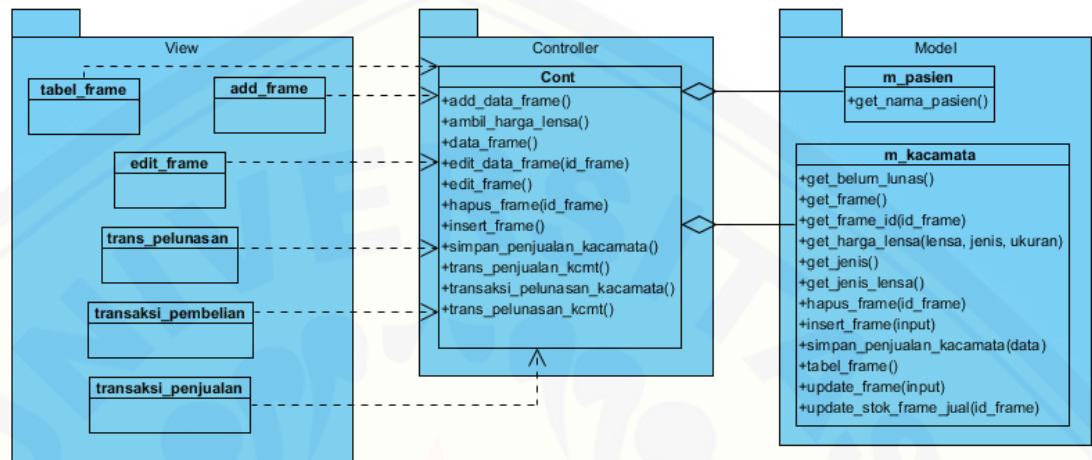 View
tabel_frame
add_frame
edit_frame
trans_pelunasan
transaksi_pembelian
transaksi_penjualan
Controller
Cont
+add_data_frame()
+ambil_harga_lensa()
+data_frame()
+edit_data_frame(id_frame)
+edit_frame()
+hapus_frame(id_frame)
+insert_frame()
+simpan_penjualan_kacamata()
+trans_penjualan_kcmt()
+transaksi_pelunasan_kacamata()
+trans_pelunasan_kcmt()
Model
m_pasien
+get_nama_pasien()
m_kacamata
+get_belum_lunas()
+get_frame()
+get_frame_id(id_frame)
+get_harga_lensa(lensa, jenis, ukuran)
+get_jenis()
+get_jenis_lensa()
+hapus_frame(id_frame)
+insert_frame(input)
+simpan_penjualan_kacamata(data)
+tabel_frame()
+update_frame(input)
+update_stok_frame_jual(id_frame)